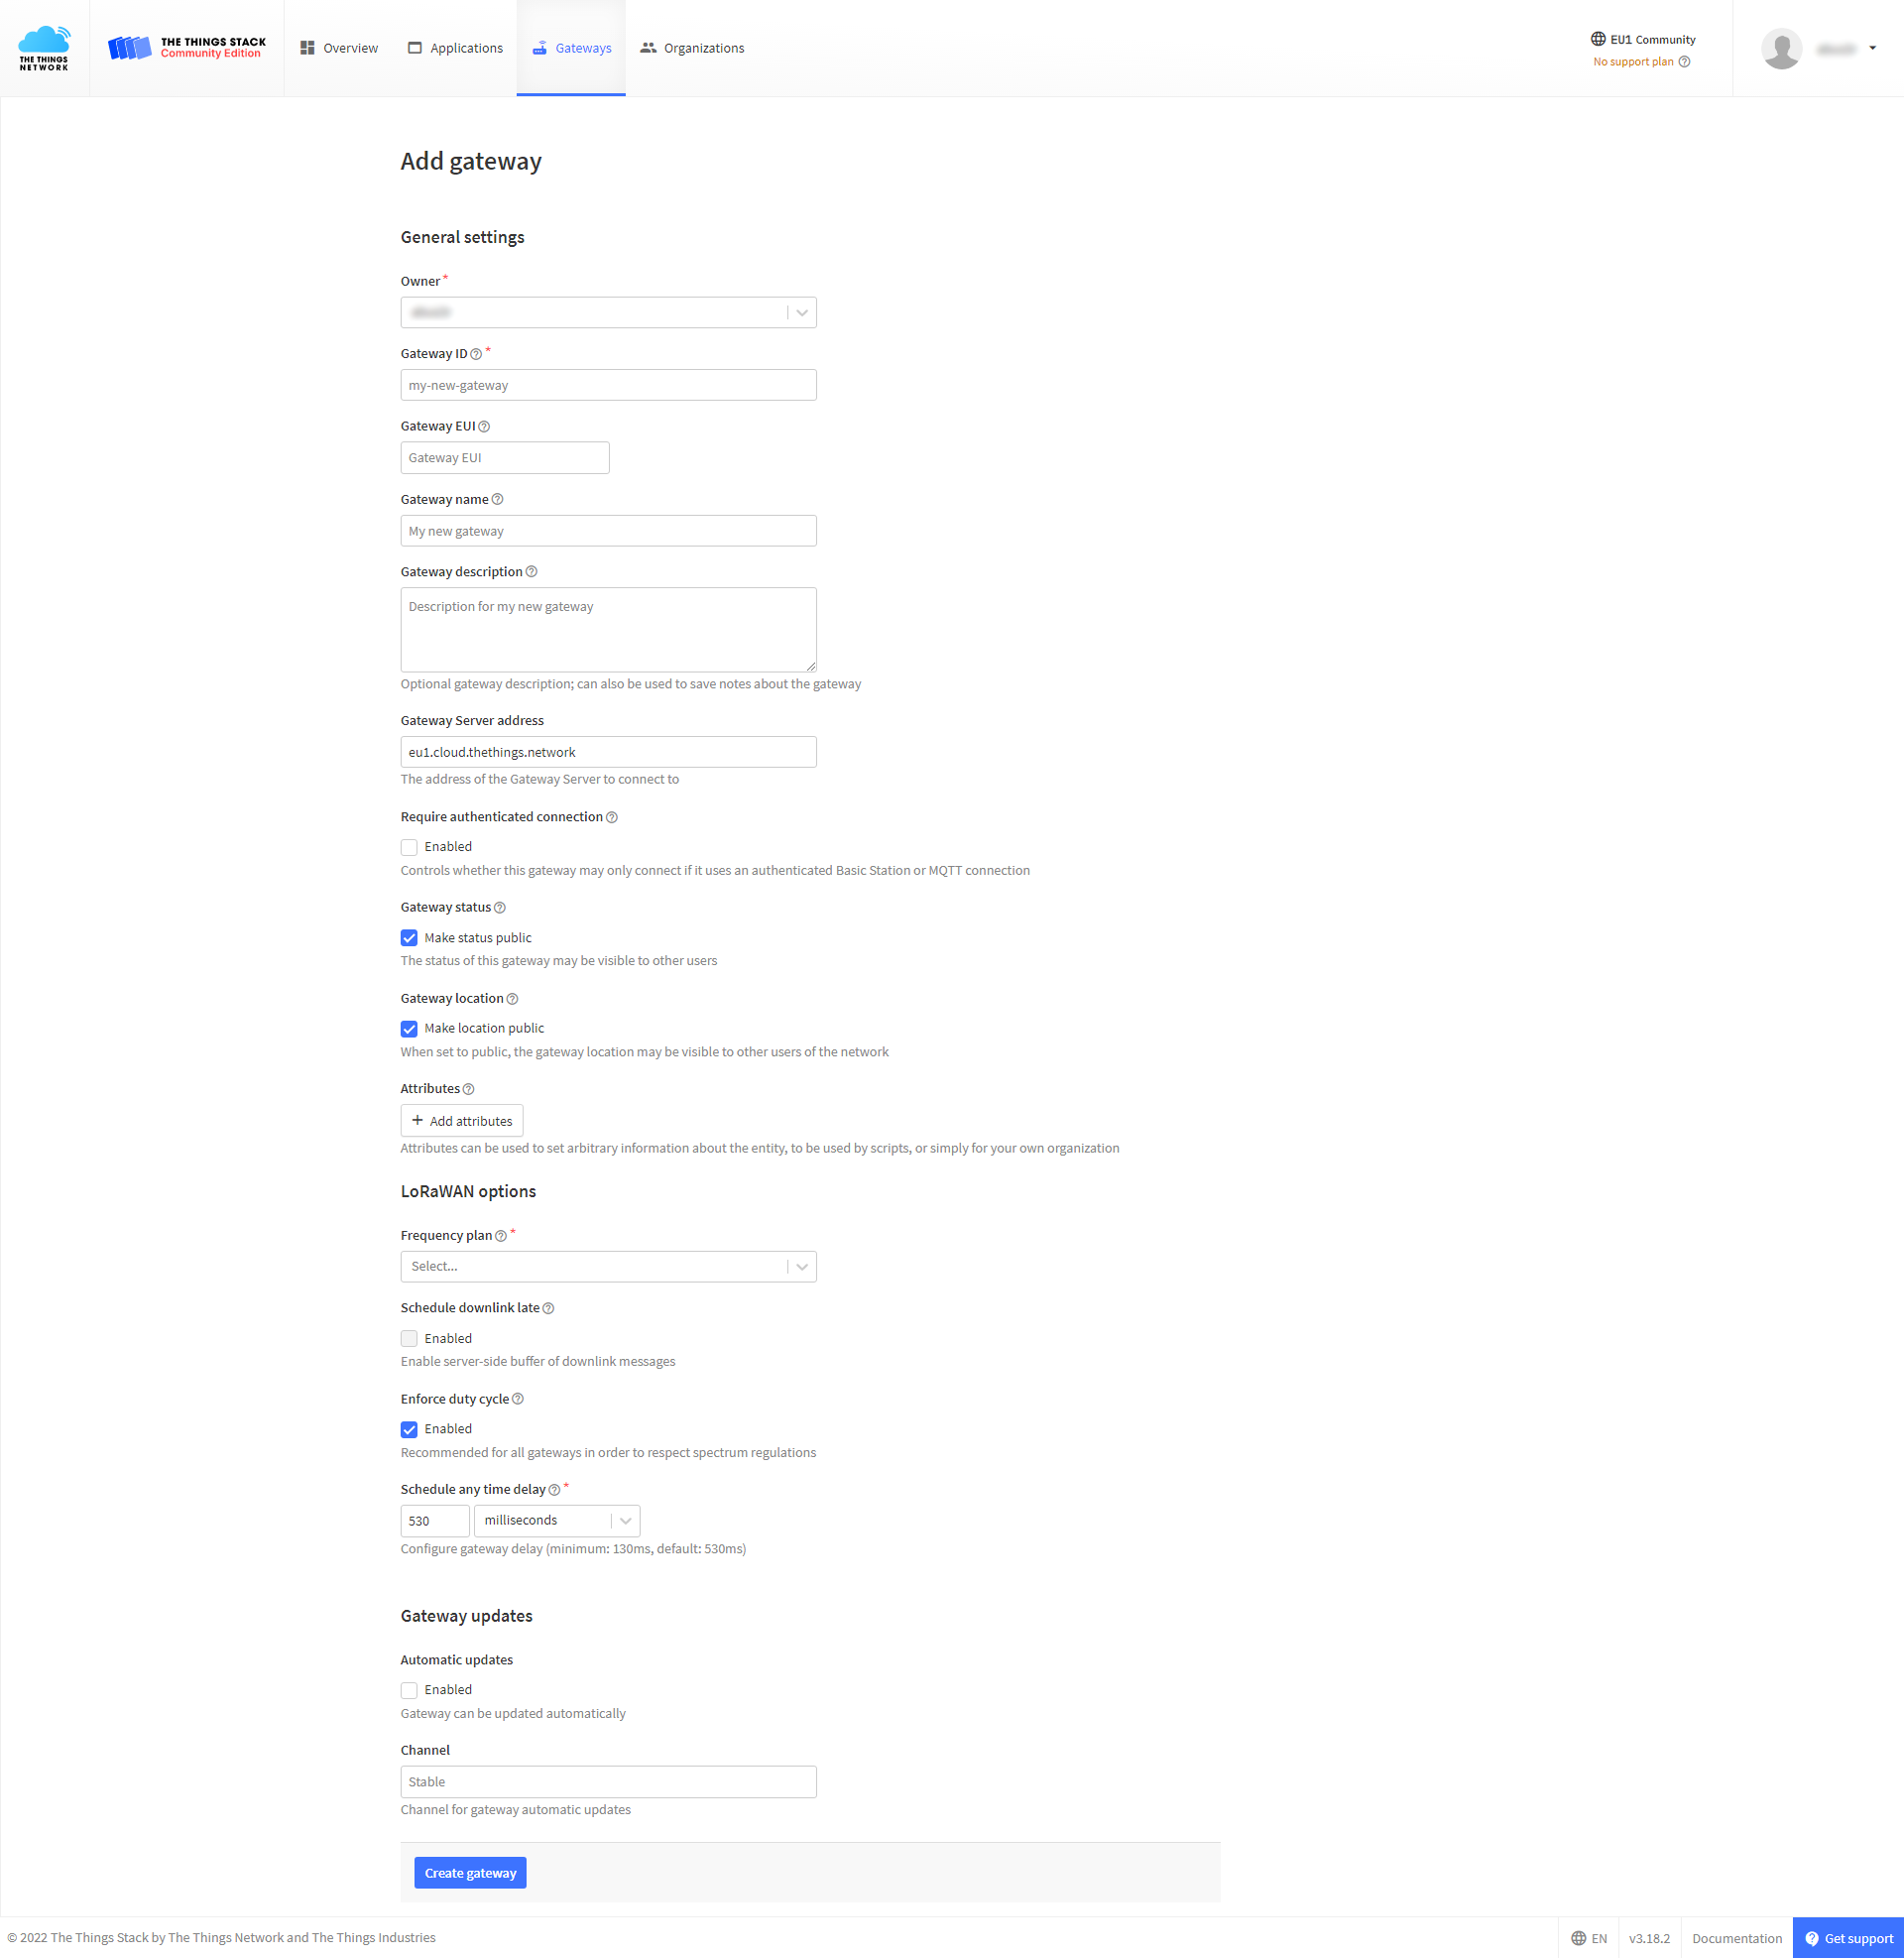 THE THINGS
NETWORK
THE THINGS STACK
Community Edition
Overview
Applications
Gateways
Organizations
EU1 Community
No support plan
Add gateway
General settings
Owner *
Gateway ID *
my-new-gateway
Gateway EUI
Gateway EUI
Gateway name
My new gateway
Gateway description
Description for my new gateway
Optional gateway description; can also be used to save notes about the gateway
Gateway Server address
eu1.cloud.thethings.network
The address of the Gateway Server to connect to
Require authenticated connection
Enabled
Controls whether this gateway may only connect if it uses an authenticated Basic Station or MQTT connection
Gateway status
Make status public
The status of this gateway may be visible to other users
Gateway location
Make location public
When set to public, the gateway location may be visible to other users of the network
Attributes
+ Add attributes
Attributes can be used to set arbitrary information about the entity, to be used by scripts, or simply for your own organization
LoRaWAN options
Frequency plan *
Select...
Schedule downlink late
Enabled
Enable server-side buffer of downlink messages
Enforce duty cycle
Enabled
Recommended for all gateways in order to respect spectrum regulations
Schedule any time delay *
530 milliseconds
Configure gateway delay (minimum: 130ms, default: 530ms)
Gateway updates
Automatic updates
Enabled
Gateway can be updated automatically
Channel
Stable
Channel for gateway automatic updates
Create gateway
© 2022 The Things Stack by The Things Network and The Things Industries
EN
v3.18.2
Documentation
Get support